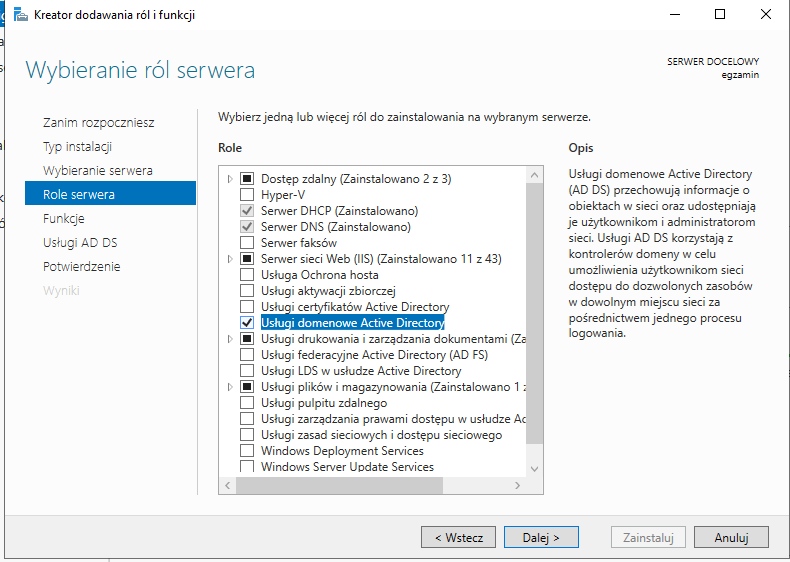 Kreator dodawania ról i funkcji
Wybieranie ról serwera
SERWER DOCELOWY
egzamin
Zanim rozpoczniesz
Typ instalacji
Wybieranie serwera
Role serwera
Funkcje
Usługi AD DS
Potwierdzenie
Wyniki
Wybierz jedną lub więcej ról do zainstalowania na wybranym serwerze.
Role
Dostęp zdalny (Zainstalowano 2 z 3)
Hyper-V
Serwer DHCP (Zainstalowano)
Serwer DNS (Zainstalowano)
Serwer faksów
Serwer sieci Web (IIS) (Zainstalowano 11 z 43)
Usługa Ochrona hosta
Usługi aktywacji zbiorczej
Usługi certyfikatów Active Directory
Usługi domenowe Active Directory
Usługi drukowania i zarządzania dokumentami (Za
Usługi federacyjne Active Directory (AD FS)
Usługi LDS w usłudze Active Directory
Usługi plików i magazynowania (Zainstalowano 1 z
Usługi pulpitu zdalnego
Usługi zarządzania prawami dostępu w usłudze Ac
Usługi zasad sieciowych i dostępu sieciowego
Windows Deployment Services
Windows Server Update Services
Opis
Usługi domenowe Active Directory
(AD DS) przechowują informacje o
obiektach w sieci oraz udostępniają
je użytkownikom i administratorom
sieci. Usługi AD DS korzystają z
kontrolerów domeny w celu
umożliwienia użytkownikom sieci
dostępu do dozwolonych zasobów
w dowolnym miejscu sieci za
pośrednictwem jednego procesu
logowania.
< Wstecz
Dalej >
Zainstaluj
Anuluj